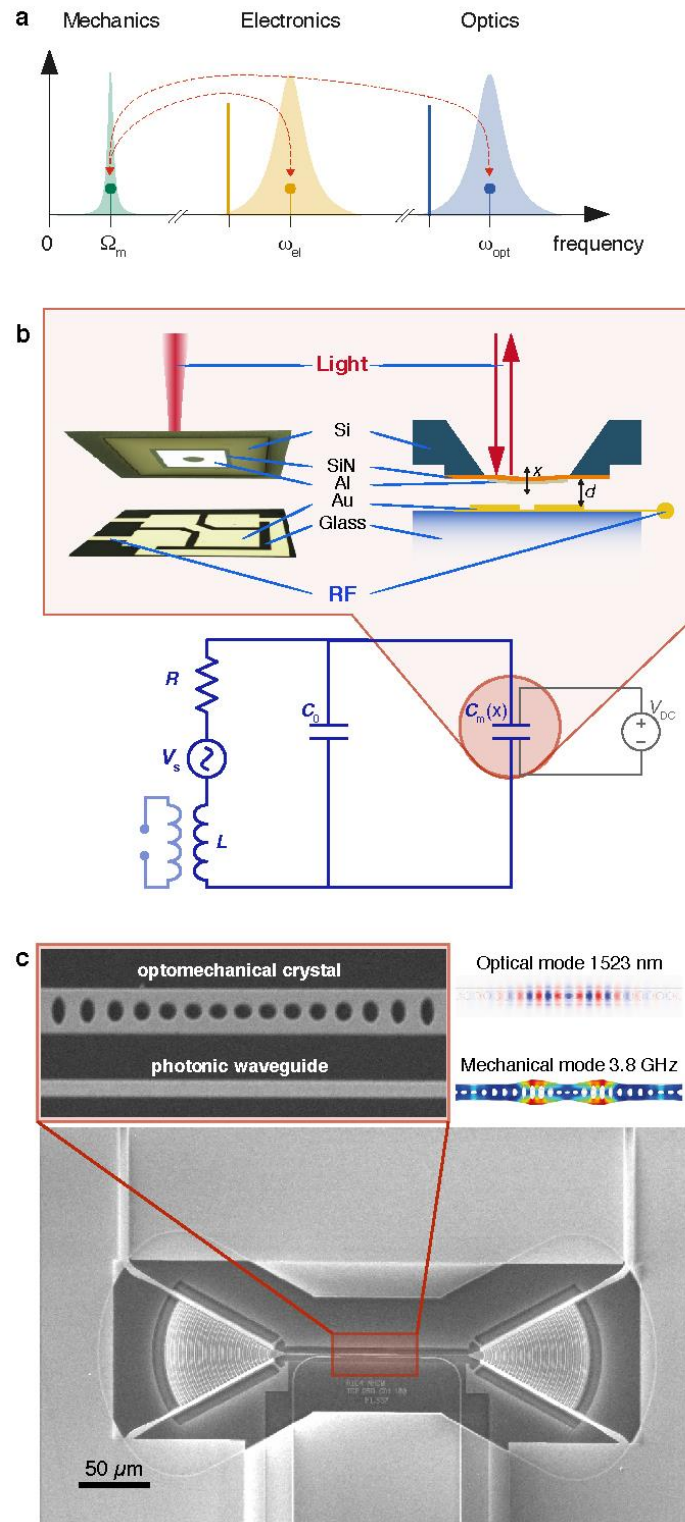 a
Mechanics Electronics Optics
0 Ωm ωel ωopt frequency
b
Light
Si
SiN
Al
Au
Glass
RF
x
d
R
C0
Cm(x)
VDC
Vs
L
c
optomechanical crystal
photonic waveguide
Optical mode 1523 nm
Mechanical mode 3.8 GHz
50 μm